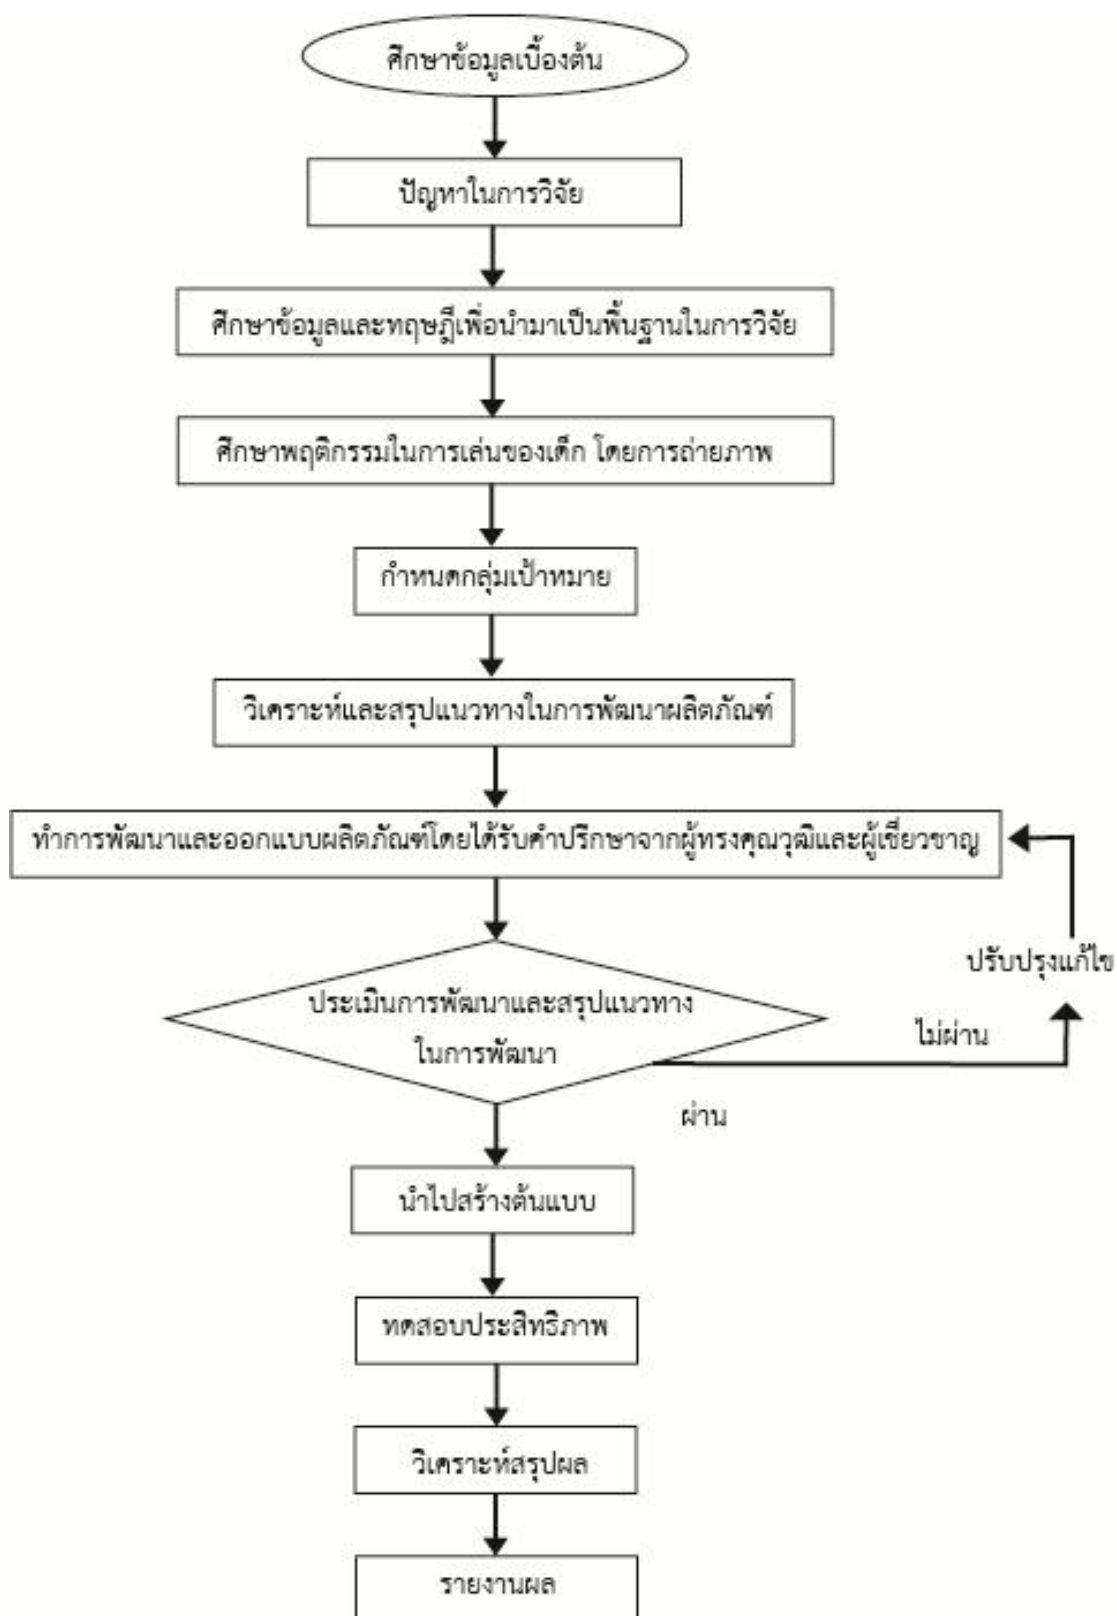 ศึกษาข้อมูลเบื้องต้น
ปัญหาในการวิจัย
ศึกษาข้อมูลและทฤษฎีเพื่อนำมาเป็นพื้นฐานในการวิจัย
ศึกษาพฤติกรรมในการเล่นของเด็ก โดยการถ่ายภาพ
กำหนดกลุ่มเป้าหมาย
วิเคราะห์และสรุปแนวทางในการพัฒนาผลิตภัณฑ์
ทำการพัฒนาและออกแบบผลิตภัณฑ์โดยได้รับคำปรึกษาจากผู้ทรงคุณวุฒิและผู้เชี่ยวชาญ
ปรับปรุงแก้ไข
ประเมินการพัฒนาและสรุปแนวทาง
ในการพัฒนา
ไม่ผ่าน
ผ่าน
นำไปสร้างต้นแบบ
ทดสอบประสิทธิภาพ
วิเคราะห์สรุปผล
รายงานผล